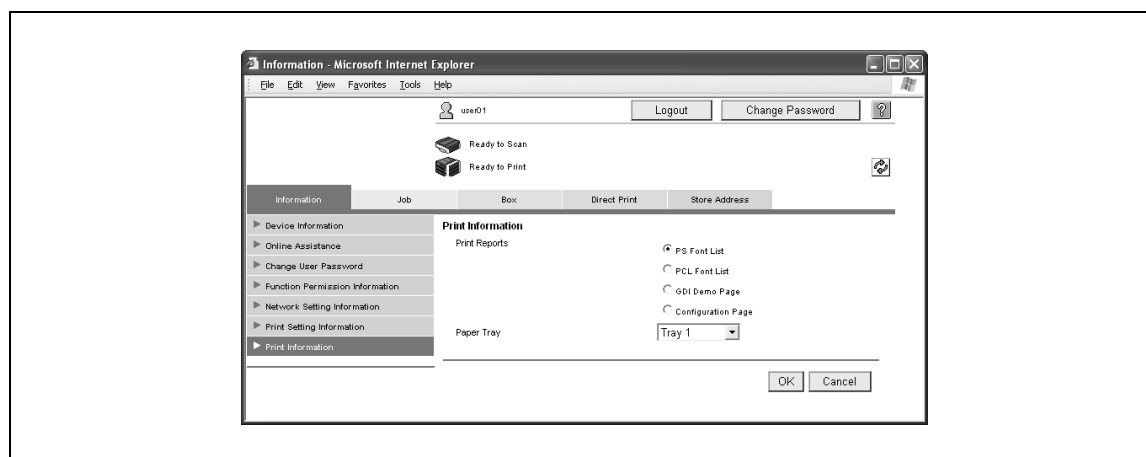 Information - Microsoft Internet Explorer
File Edit View Favorites Tools Help
user01 Logout Change Password ?
Ready to Scan
Ready to Print
Information Job Box Direct Print Store Address
Device Information
Online Assistance
Change User Password
Function Permission Information
Network Setting Information
Print Setting Information
Print Information
Print Information
Print Reports
PS Font List
PCL Font List
GDI Demo Page
Configuration Page
Paper Tray Tray 1
OK Cancel